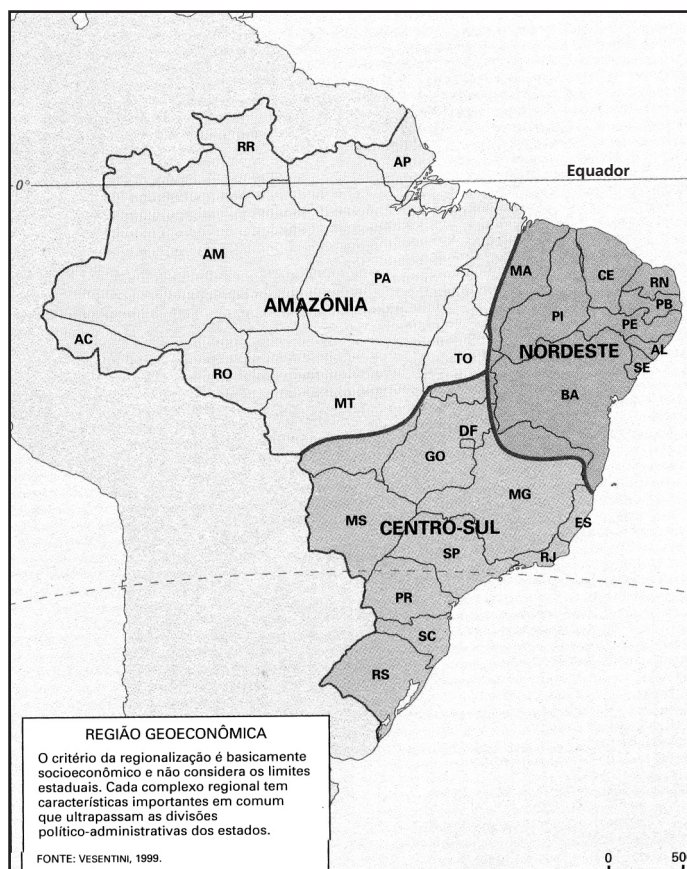 RR
AP
Equador
0°
AM
PA
MA
CE
RN
PB
AMAZÔNIA
PI
PE
AL
AC
TO
NORDESTE
SE
RO
BA
MT
DF
GO
MG
MS
CENTRO-SUL
ES
SP
RJ
PR
SC
RS
REGIÃO GEOECONÔMICA
O critério da regionalização é basicamente
socioeconômico e não considera os limites
estaduais. Cada complexo regional tem
características importantes em comum
que ultrapassam as divisões
político-administrativas dos estados.
FONTE: VESENTINI, 1999.
0 50